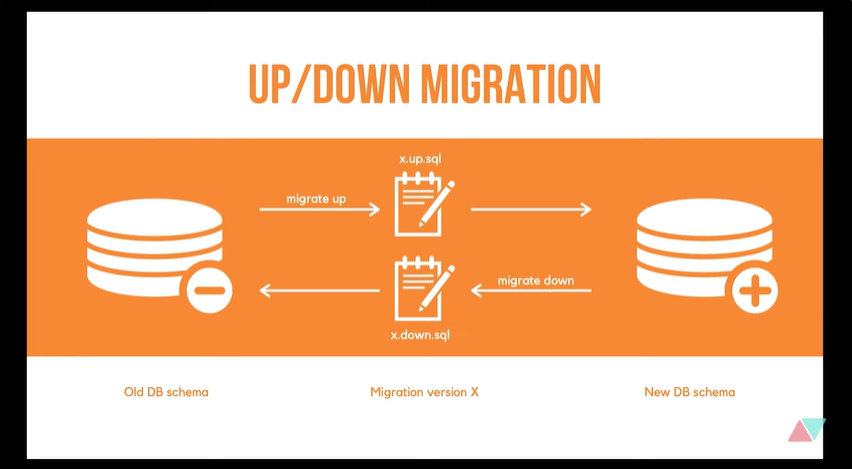 UP/DOWN MIGRATION
x.up.sql
migrate up
migrate down
x.down.sql
Old DB schema
Migration version X
New DB schema